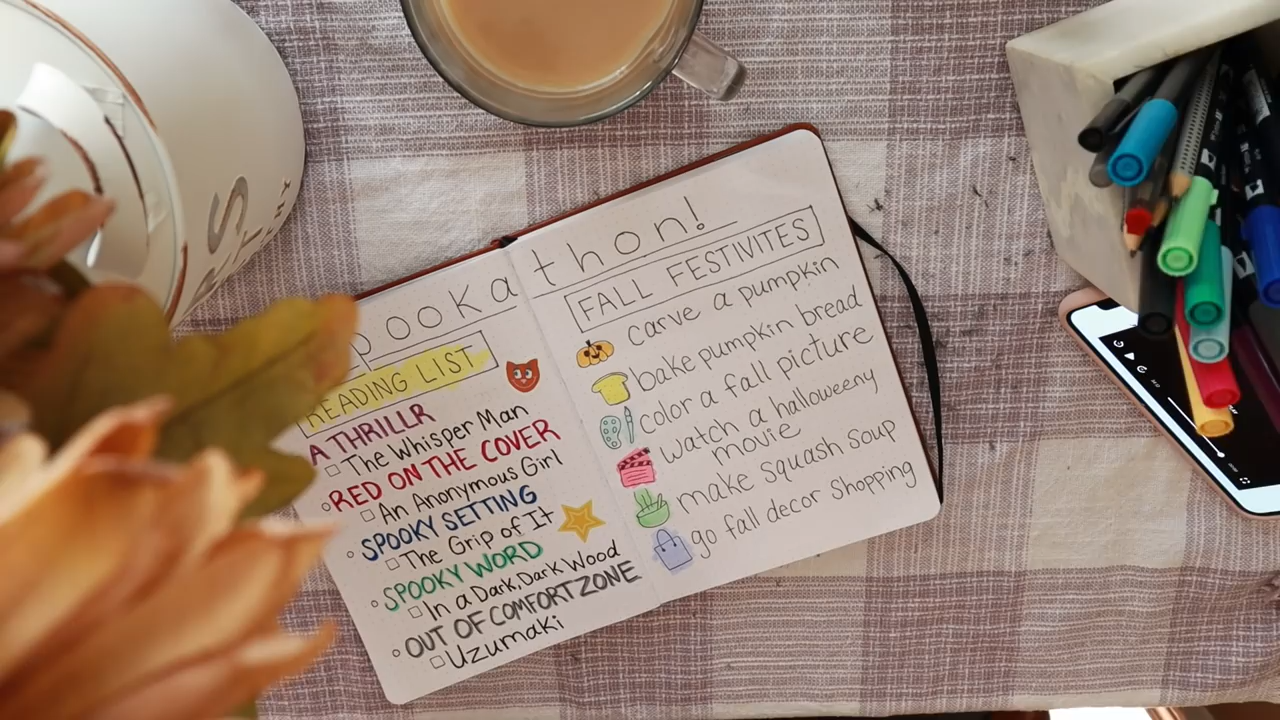 pooka thon!
READING LIST
A THRILLR
The Whisper Man
RED ON THE COVER
An Anonymous Girl
SPOOKY SETTING
The Grip of It
SPOOKY WORD
In a Dark, Dark Wood
OUT OF COMFORT ZONE
Uzumaki
FALL FESTIVITES
carve a pumpkin
bake pumpkin bread
color a fall picture
watch a halloweeny
movie
make squash soup
go fall decor shopping